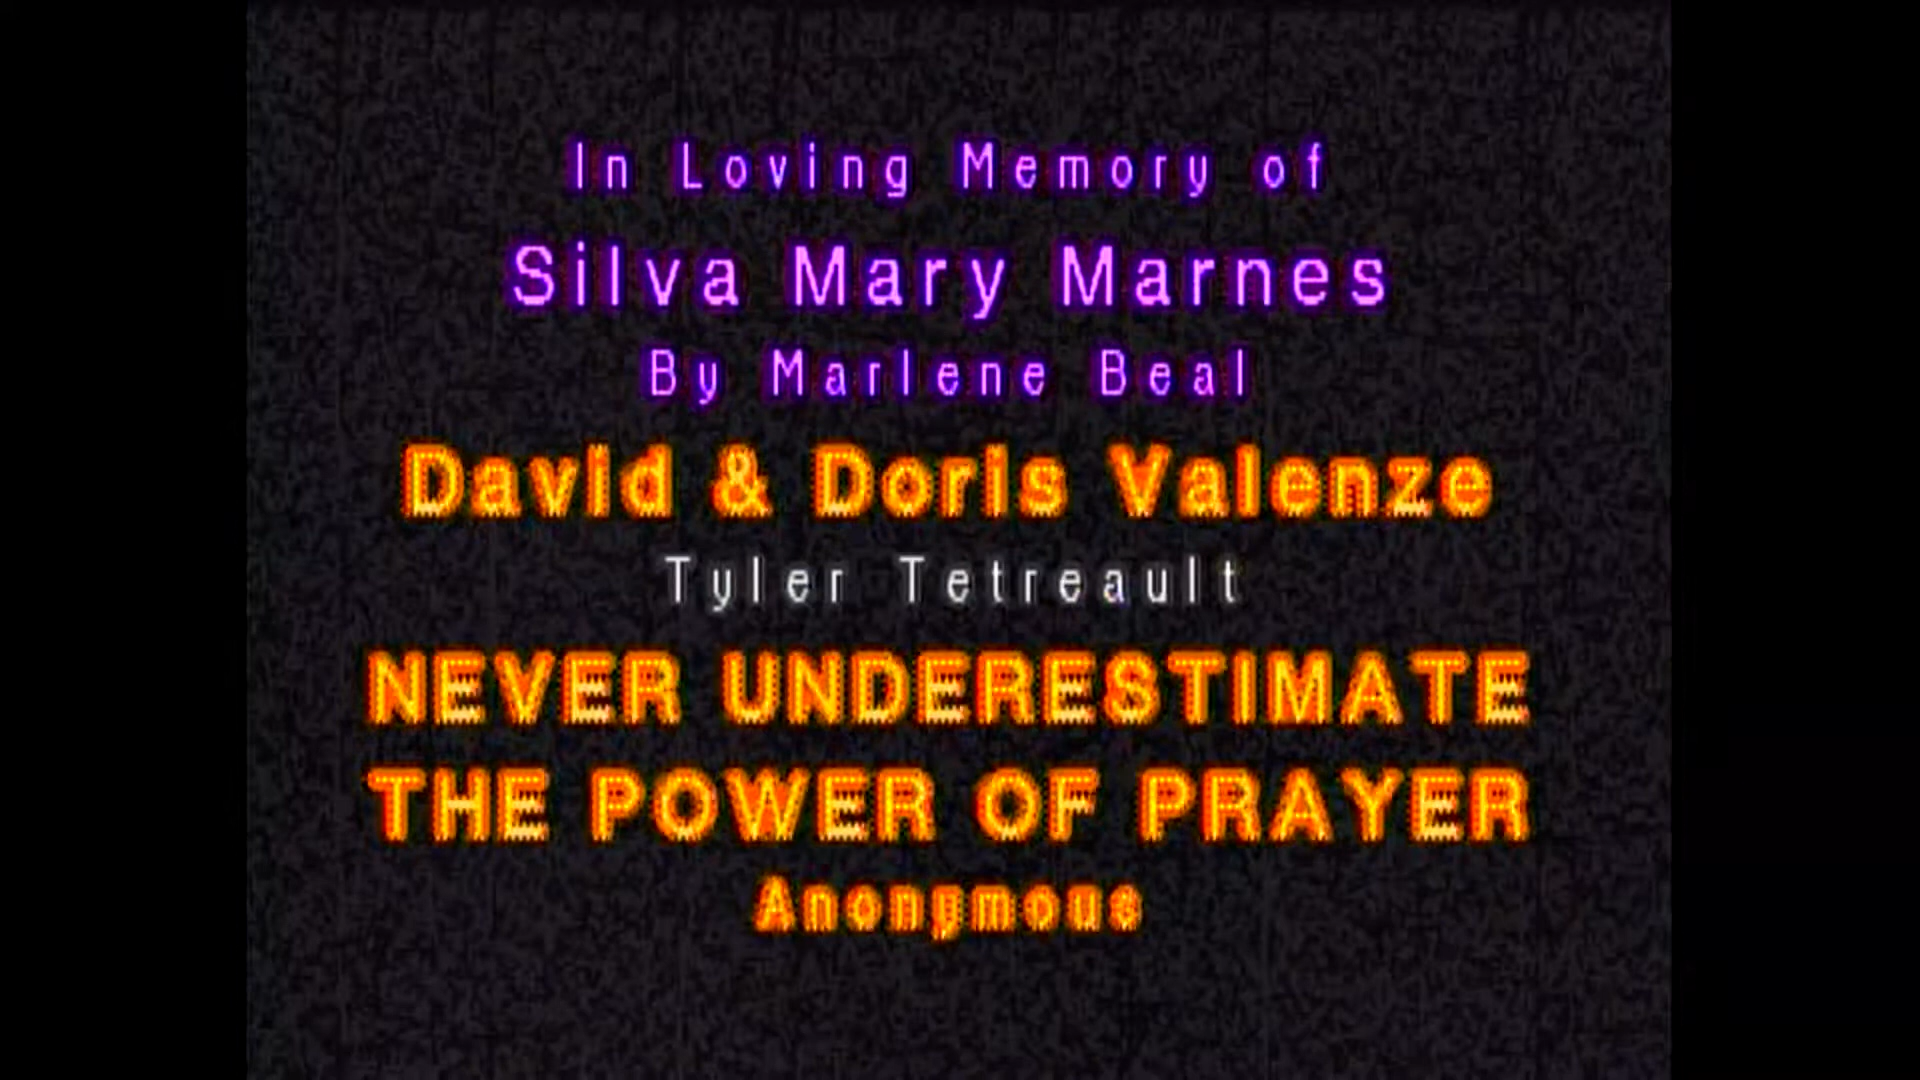 In Loving Memory of
Silva Mary Marnes
By Marlene Beal
David & Doris Valenze
Tyler Tetreault
NEVER UNDERESTIMATE
THE POWER OF PRAYER
Anonymous